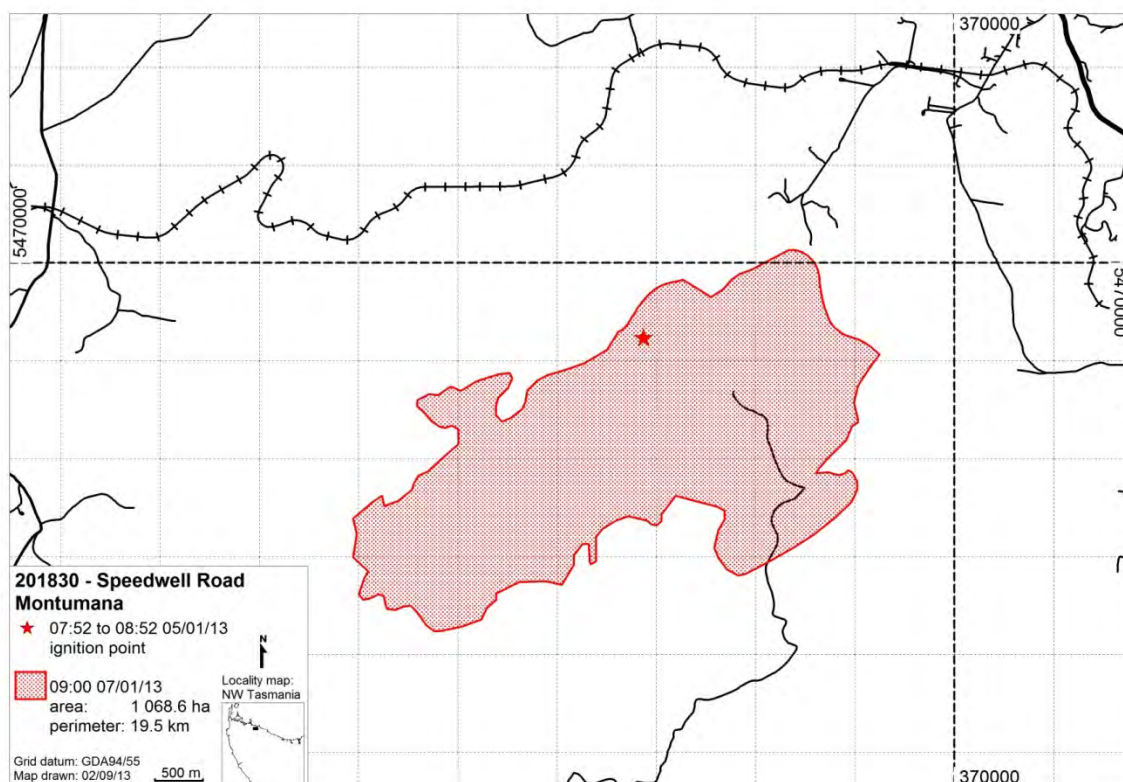 370000
5470000
5470000
201830 - Speedwell Road
Montumana
07:52 to 08:52 05/01/13
ignition point
N
09:00 07/01/13
area: 1 068.6 ha
perimeter: 19.5 km
Locality map:
NW Tasmania
Grid datum: GDA94/55
Map drawn: 02/09/13
500 m
370000